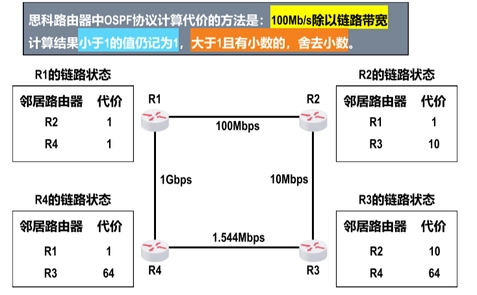 思科路由器中OSPF协议计算代价的方法是：100Mb/s除以链路带宽
计算结果小于1的值仍记为1，大于1且有小数的，舍去小数。
R1的链路状态
邻居路由器 代价
R2 1
R4 1
R2的链路状态
邻居路由器 代价
R1 1
R3 10
R1
R2
100Mbps
1Gbps
10Mbps
1.544Mbps
R4
R3
R4的链路状态
邻居路由器 代价
R1 1
R3 64
R3的链路状态
邻居路由器 代价
R2 10
R4 64